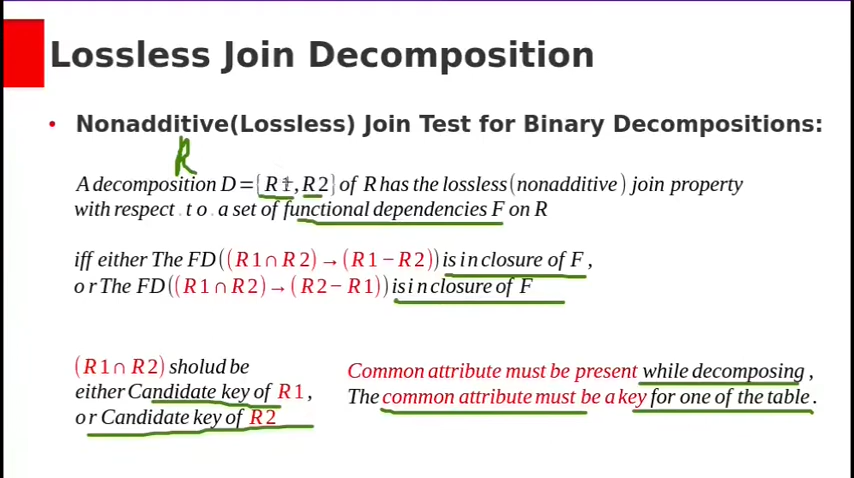 Lossless Join Decomposition
• Nonadditive(Lossless) Join Test for Binary Decompositions:
R
A decomposition D={R1,R2} of R has the lossless(nonadditive) join property
with respect .t o .a set of functional dependencies F on R
iff either The FD((R1∩R2)→(R1−R2)) is in closure of F,
or The FD((R1∩R2)→(R2−R1)) is in closure of F
(R1∩R2) sholud be
either Candidate key of R1,
or Candidate key of R2
Common attribute must be present while decomposing,
The common attribute must be a key for one of the table.